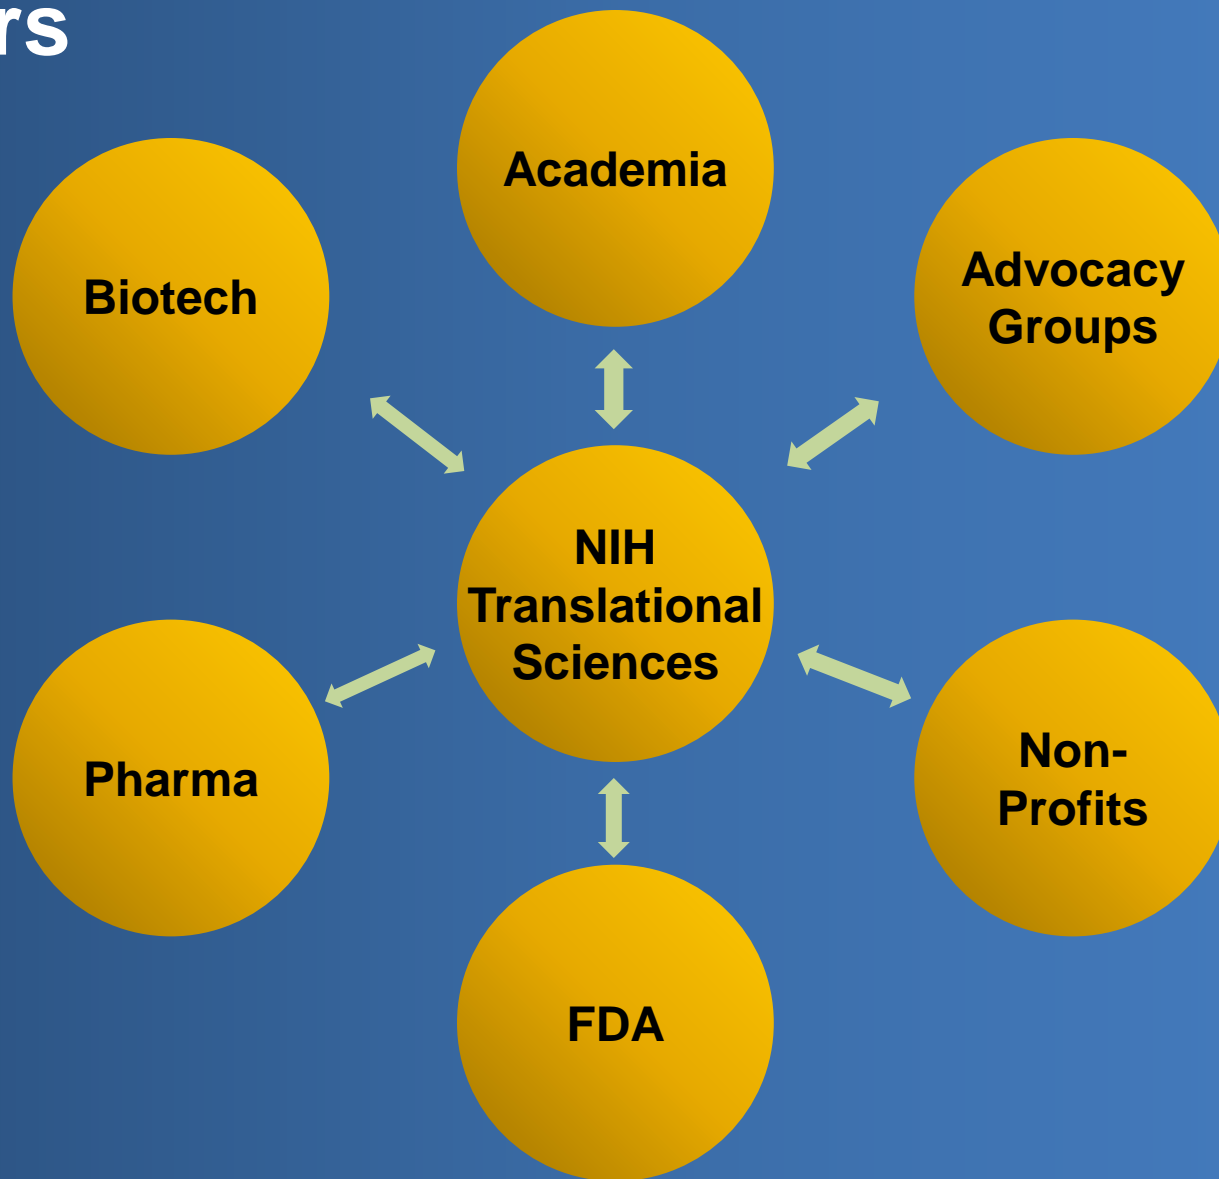 rs
Academia
Biotech
Advocacy
Groups
NIH
Translational
Sciences
Pharma
Non-
Profits
FDA